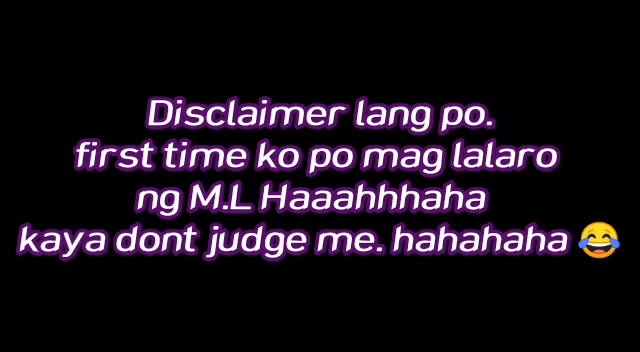 Disclaimer lang po.
first time ko po mag lalaro
ng M.L Haaahhhaha
kaya dont judge me. hahahaha 😂